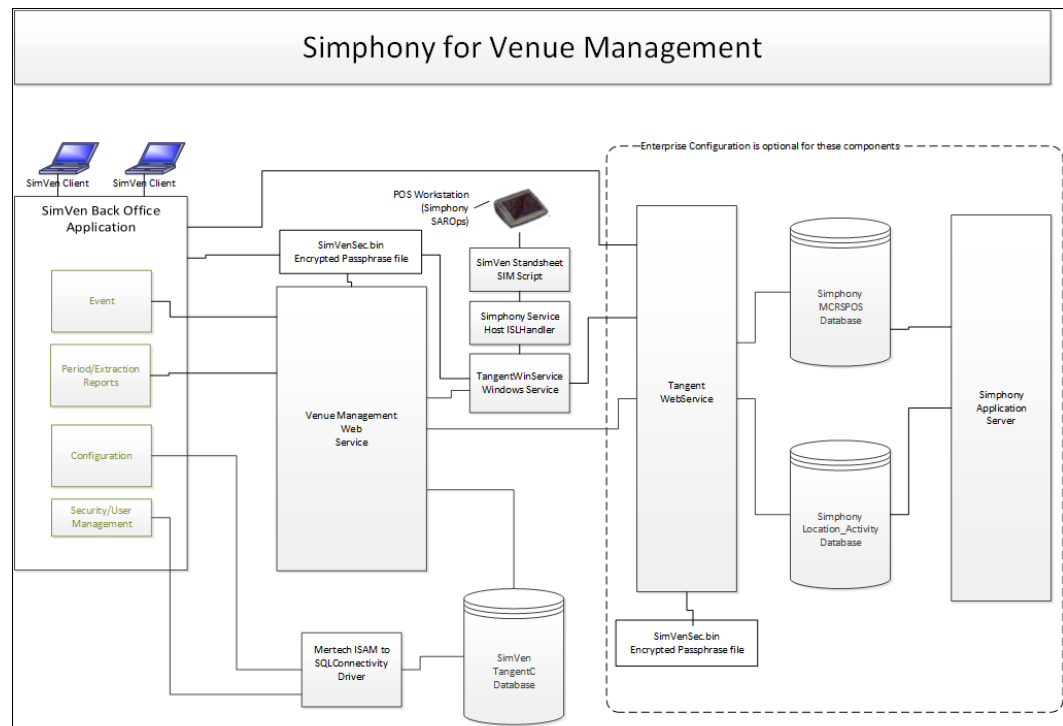 Simphony for Venue Management
Enterprise Configuration is optional for these components
SimVen Client
SimVen Client
SimVen Back Office
Application
POS Workstation
(Simphony
SAROps)
SimVenSec.bin
Encrypted Passphrase file
SimVen Standsheet
SIM Script
Simphony Service
Host ISLHandler
TangentWinService
Windows Service
Event
Period/Extraction
Reports
Configuration
Security/User
Management
Venue Management
Web
Service
Tangent
WebService
Simphony
MCRSPOS
Database
Simphony
Location_Activity
Database
Simphony
Application
Server
Mertech ISAM to
SQLConnectivity
Driver
SimVen
TangentC
Database
SimVenSec.bin
Encrypted Passphrase file